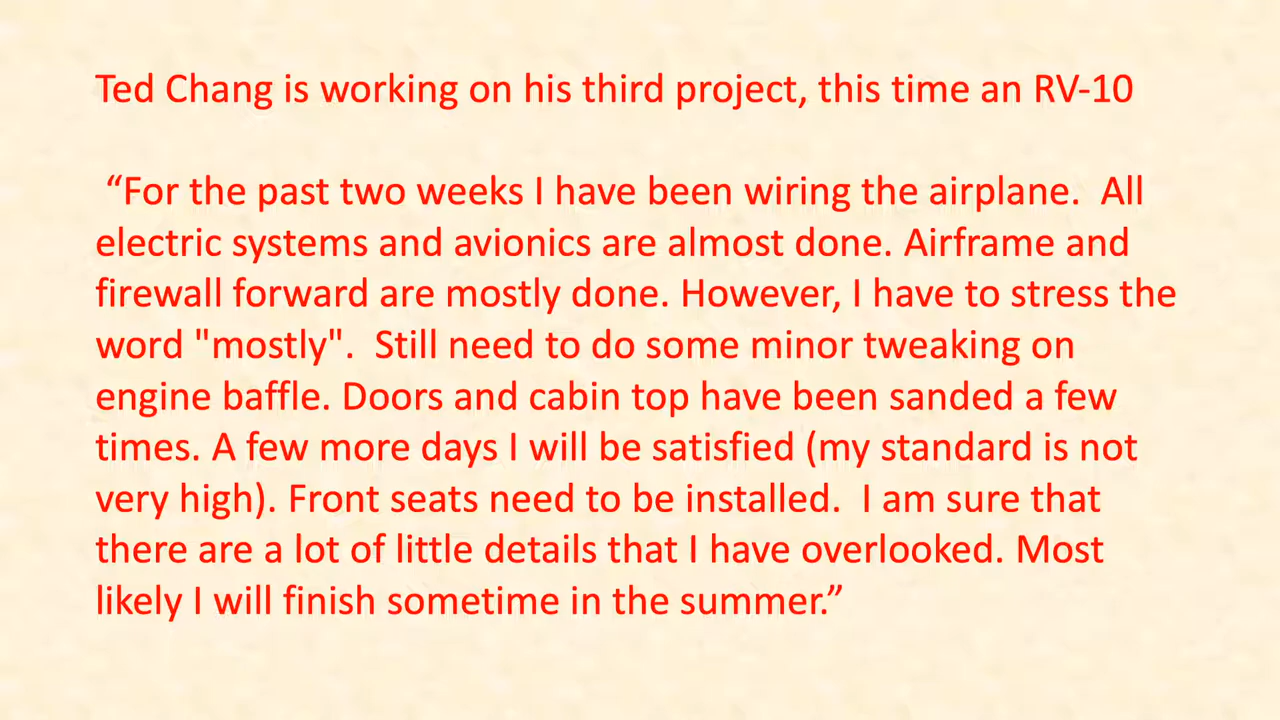 Ted Chang is working on his third project, this time an RV-10
“For the past two weeks I have been wiring the airplane.  All
electric systems and avionics are almost done. Airframe and
firewall forward are mostly done. However, I have to stress the
word "mostly".  Still need to do some minor tweaking on
engine baffle. Doors and cabin top have been sanded a few
times. A few more days I will be satisfied (my standard is not
very high). Front seats need to be installed.  I am sure that
there are a lot of little details that I have overlooked. Most
likely I will finish sometime in the summer.”